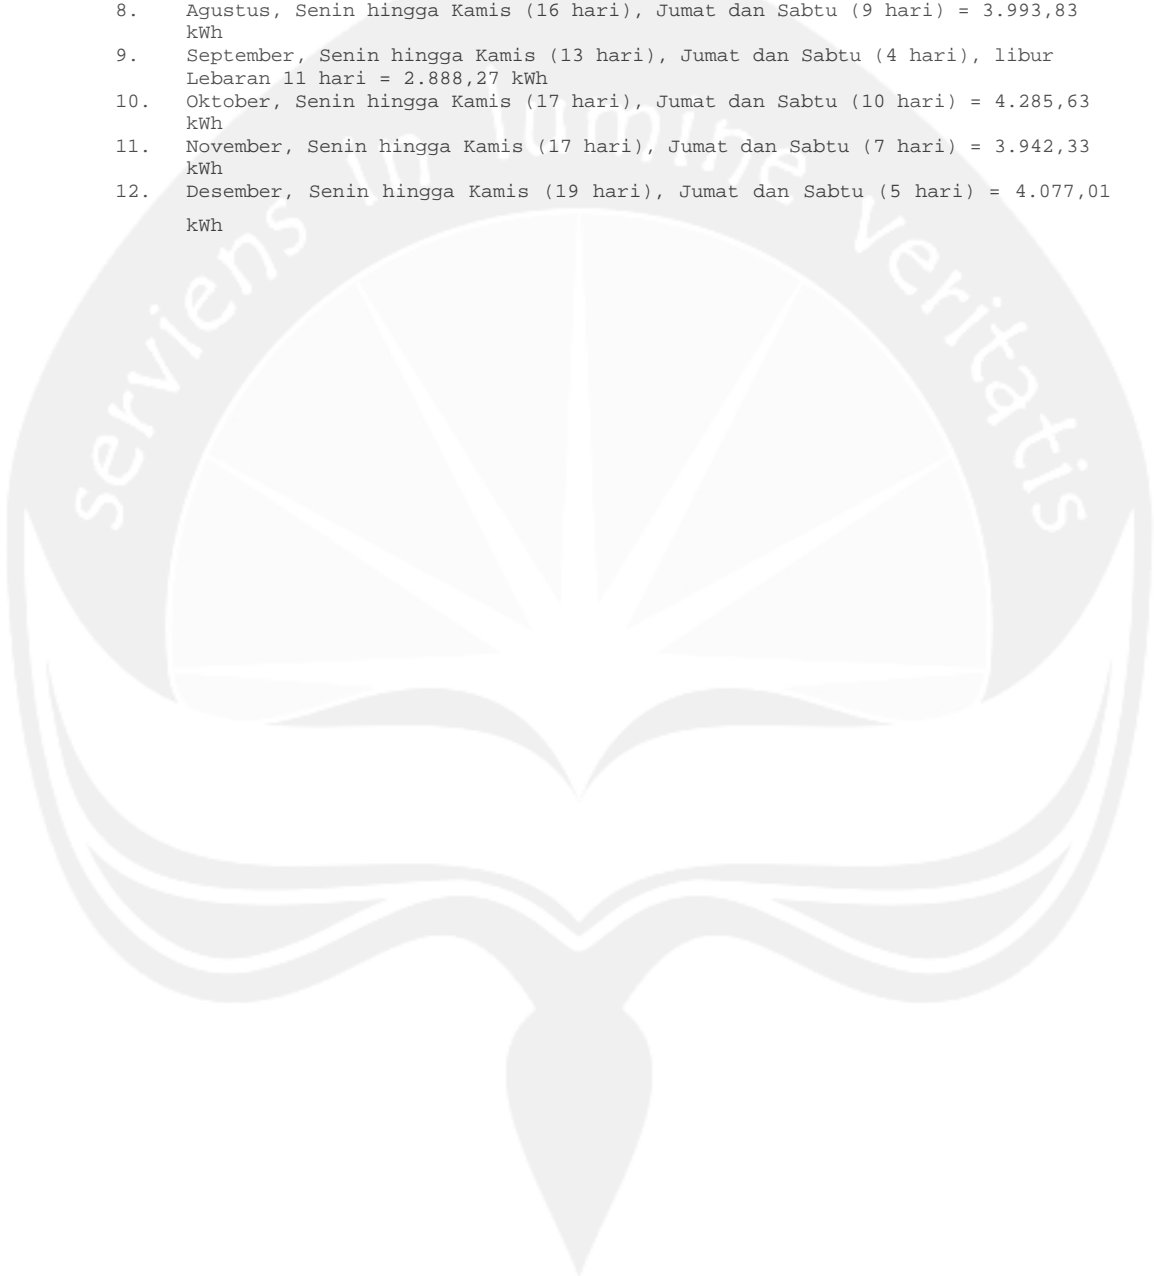 8. Agustus, Senin hingga Kamis (16 hari), Jumat dan Sabtu (9 hari) = 3.993,83
kWh
9. September, Senin hingga Kamis (13 hari), Jumat dan Sabtu (4 hari), libur
Lebaran 11 hari = 2.888,27 kWh
10. Oktober, Senin hingga Kamis (17 hari), Jumat dan Sabtu (10 hari) = 4.285,63
kWh
11. November, Senin hingga Kamis (17 hari), Jumat dan Sabtu (7 hari) = 3.942,33
kWh
12. Desember, Senin hingga Kamis (19 hari), Jumat dan Sabtu (5 hari) = 4.077,01
kWh
serviens in lumine veritatis